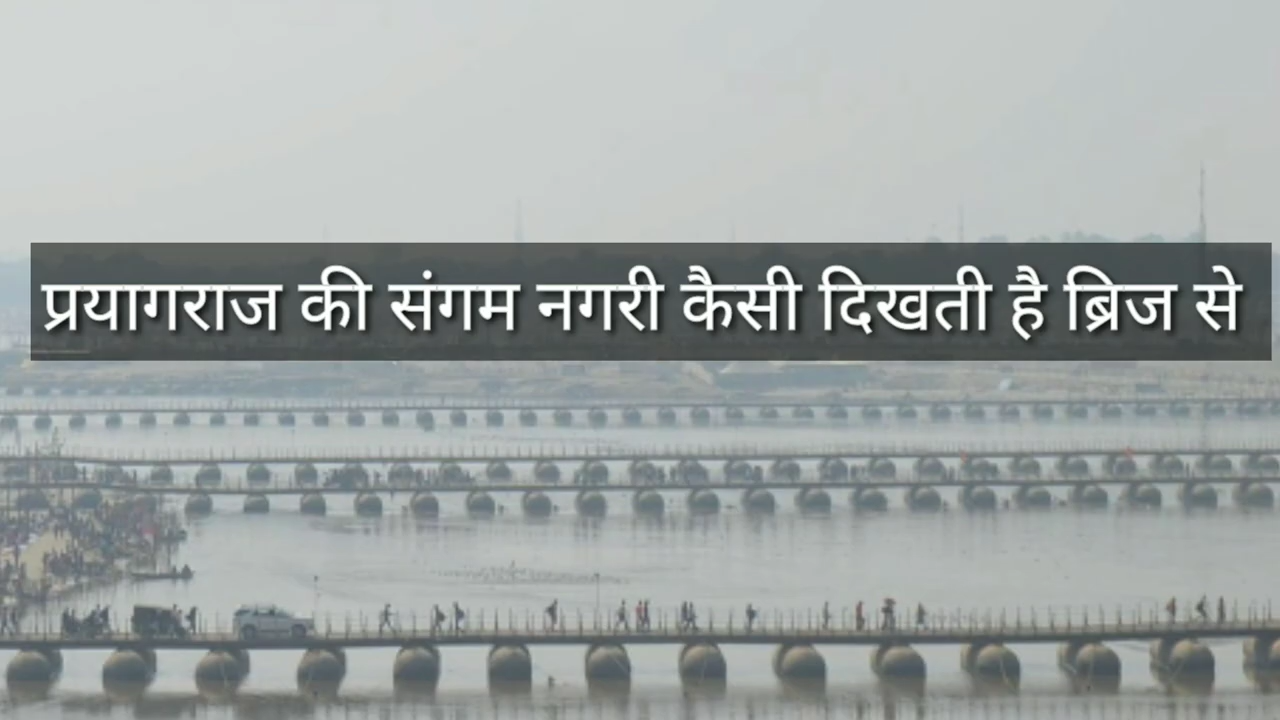 प्रयागराज की संगम नगरी कैसी दिखती है ब्रिज से